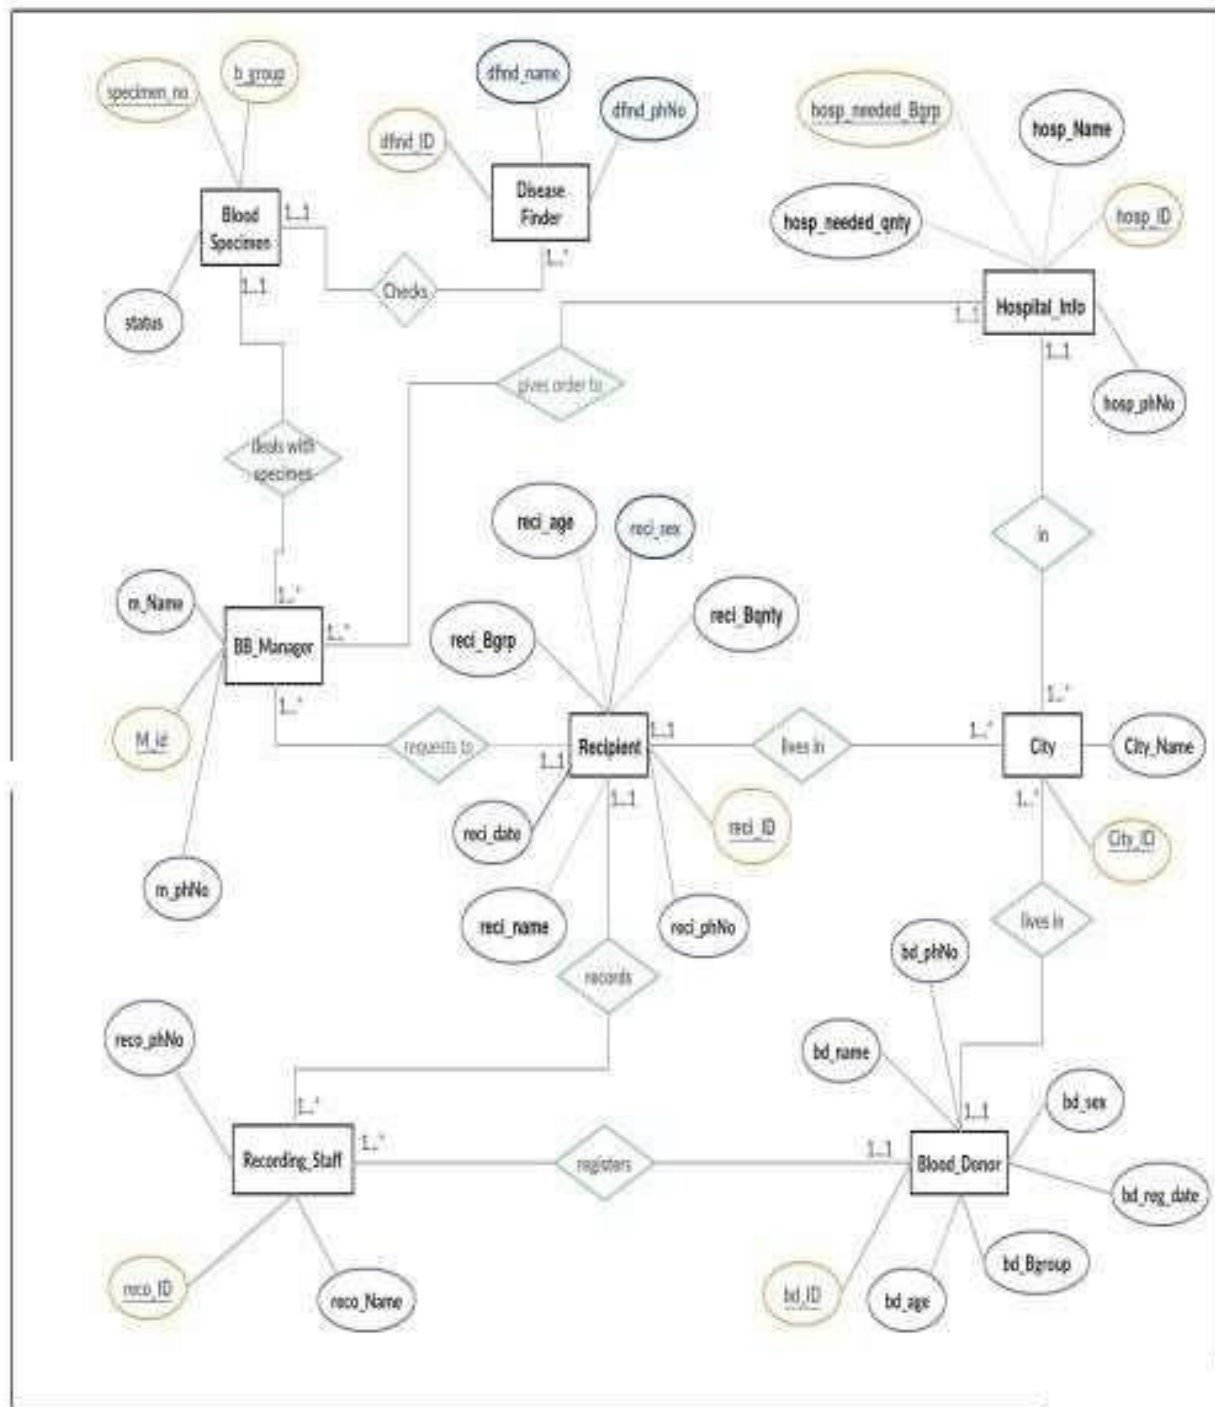 b_group
specimen_no
dfnd_name
dfnd_phNo
dfnd_ID
hosp_needed_Bgrp
hosp_Name
Disease
Finder
Blood
Specimen
1...1
hosp_needed_qnty
hosp_ID
1...*
1...1
Checks
status
Hospital_Info
1...1
1...1
gives order to
hosp_phNo
deals with
specimen
reci_age
reci_sex
in
1...*
m_Name
reci_Bgrp
reci_Bqnty
BB_Manager
1...*
1...*
1...*
M_id
requests to
1...1
Recipient
1...1
lives in
1...*
City
City_Name
1...1
reci_date
reci_ID
1...*
City_ID
m_phNo
reci_name
reci_phNo
lives in
bd_phNo
records
reco_phNo
bd_name
bd_sex
1...*
1...1
Recording_Staff
1...*
registers
1...1
Blood_Donor
bd_reg_date
reco_ID
reco_Name
bd_ID
bd_age
bd_Bgroup